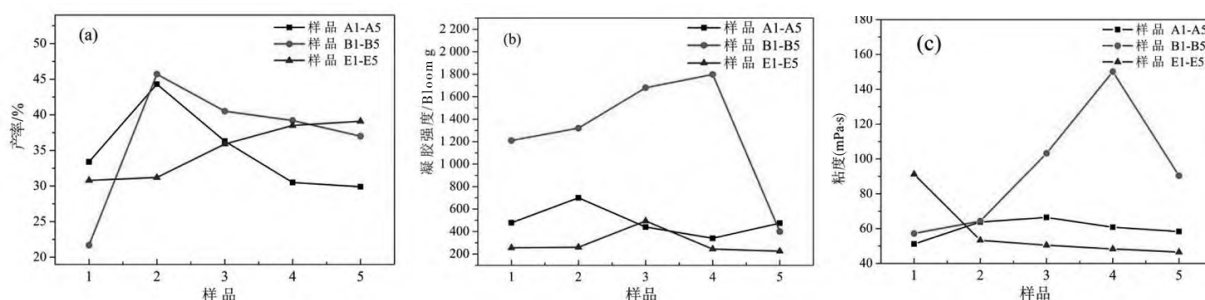 (a)
样品 A1-A5
样品 B1-B5
样品 E1-E5
产率/%
50
45
40
35
30
25
20
1 2 3 4 5
样品
(b)
样品 A1-A5
样品 B1-B5
样品 E1-E5
凝胶强度/Bloom g
2 200
2 000
1 800
1 600
1 400
1 200
1 000
800
600
400
200
1 2 3 4 5
样品
(c)
样品 A1-A5
样品 B1-B5
样品 E1-E5
粘度(mPa·s)
180
160
140
120
100
80
60
40
1 2 3 4 5
样品